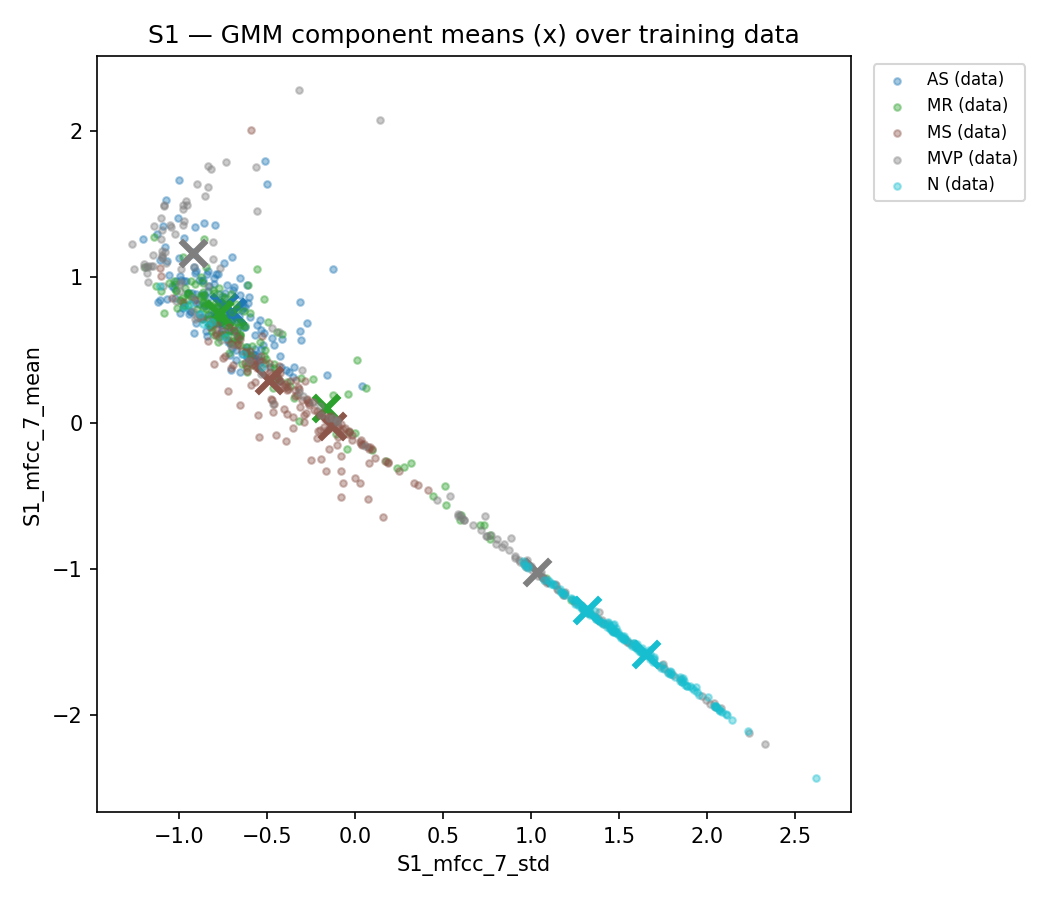 S1 — GMM component means (x) over training data
AS (data)
MR (data)
MS (data)
MVP (data)
N (data)
2
1
0
−1
−2
S1_mfcc_7_mean
−1.0 −0.5 0.0 0.5 1.0 1.5 2.0 2.5
S1_mfcc_7_std